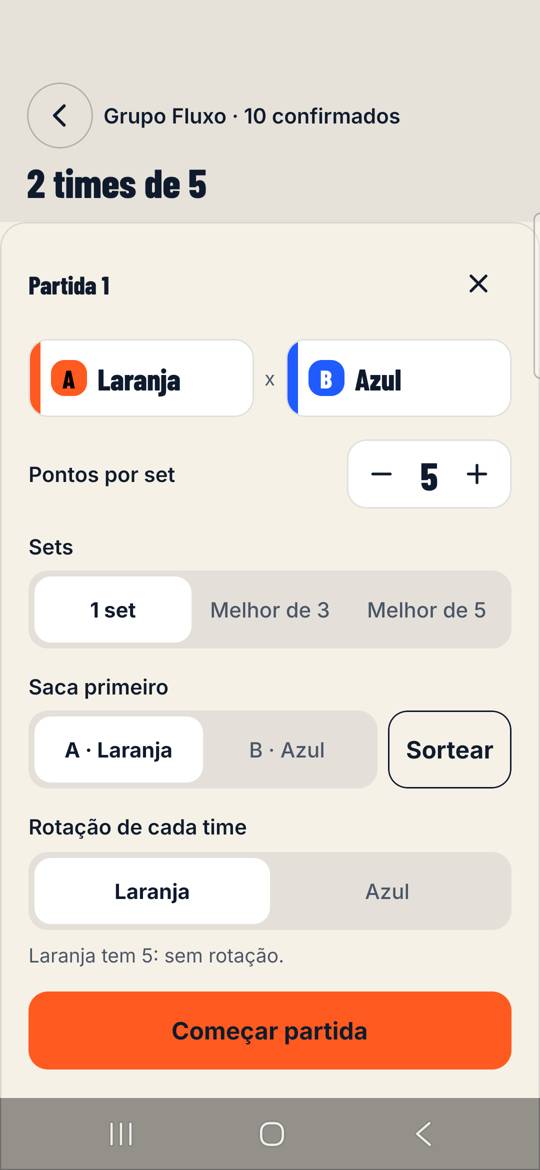 Grupo Fluxo · 10 confirmados
2 times de 5
Partida 1
A Laranja x B Azul
Pontos por set − 5 +
Sets
1 set Melhor de 3 Melhor de 5
Saca primeiro
A · Laranja B · Azul Sortear
Rotação de cada time
Laranja Azul
Laranja tem 5: sem rotação.
Começar partida